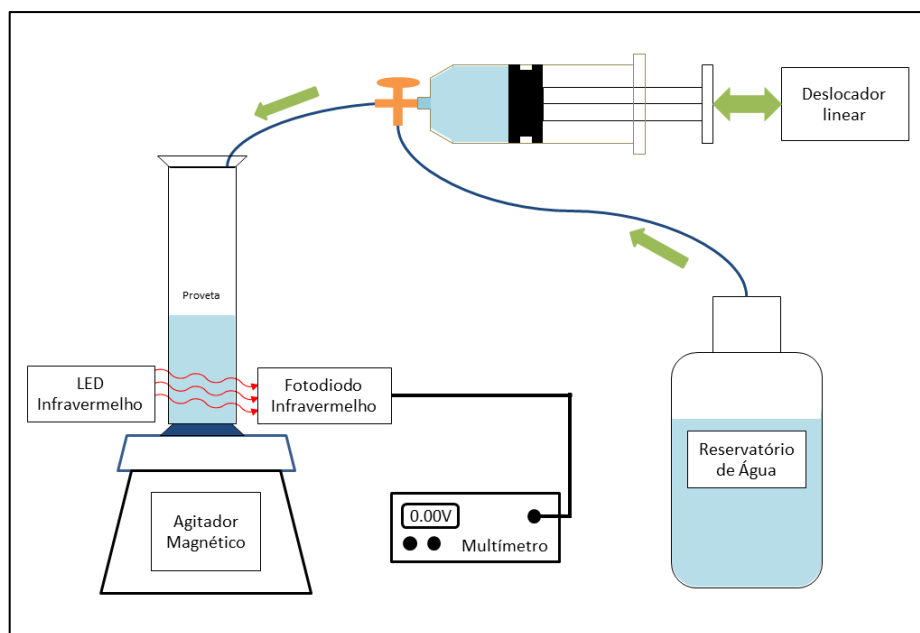 Deslocador
linear
Proveta
LED
Infravermelho
Fotodiodo
Infravermelho
Reservatório
de Água
Agitador
Magnético
0.00V
Multímetro